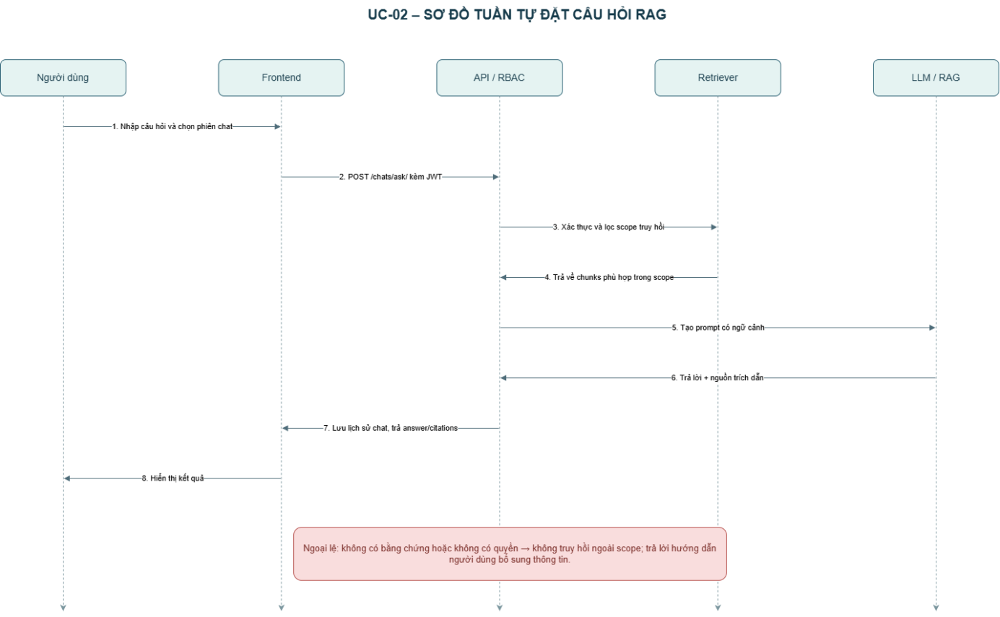 UC-02 – SƠ ĐỒ TUẦN TỰ ĐẶT CÂU HỎI RAG
Người dùng
Frontend
API / RBAC
Retriever
LLM / RAG
1. Nhập câu hỏi và chọn phiên chat
2. POST /chats/ask/ kèm JWT
3. Xác thực và lọc scope truy hồi
4. Trả về chunks phù hợp trong scope
5. Tạo prompt có ngữ cảnh
6. Trả lời + nguồn trích dẫn
7. Lưu lịch sử chat, trả answer/citations
8. Hiển thị kết quả
Ngoại lệ: không có bằng chứng hoặc không có quyền → không truy hồi ngoài scope; trả lời hướng dẫn
người dùng bổ sung thông tin.